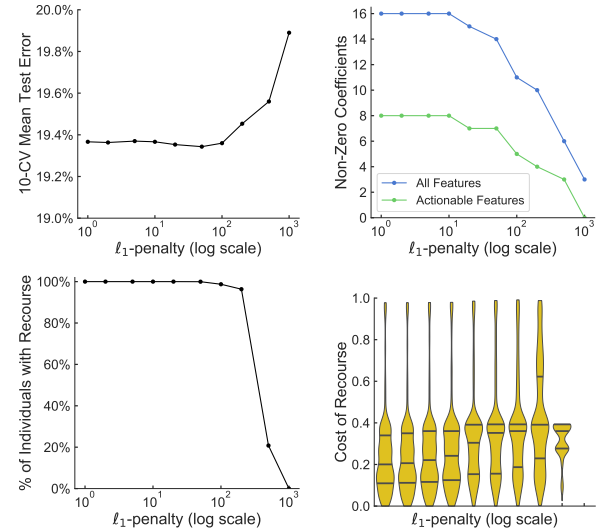 20.0%
19.8%
19.6%
19.4%
19.2%
19.0%
10-CV Mean Test Error
10⁰ 10¹ 10² 10³
ℓ₁-penalty (log scale)
16
14
12
10
8
6
4
2
0
Non-Zero Coefficients
All Features
Actionable Features
10⁰ 10¹ 10² 10³
ℓ₁-penalty (log scale)
100%
80%
60%
40%
20%
0%
% of Individuals with Recourse
10⁰ 10¹ 10² 10³
ℓ₁-penalty (log scale)
1.0
0.8
0.6
0.4
0.2
0.0
Cost of Recourse
ℓ₁-penalty (log scale)